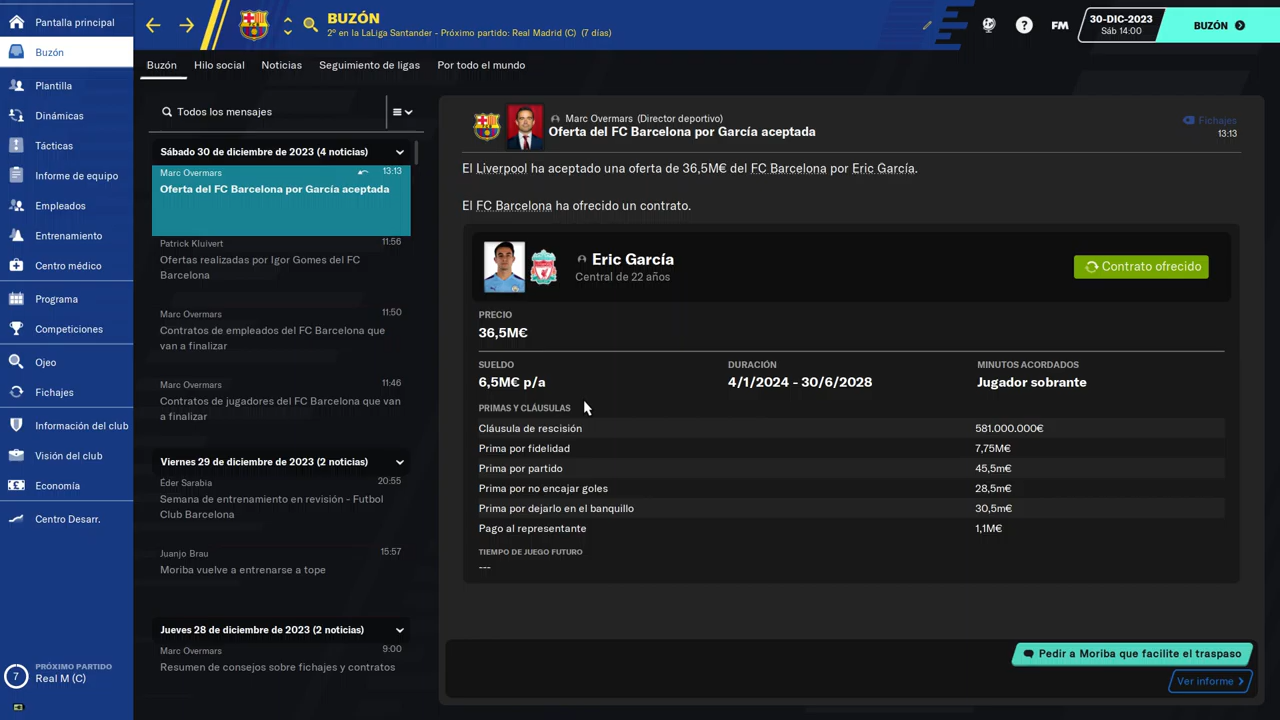 Pantalla principal
Buzón
Plantilla
Dinámicas
Tácticas
Informe de equipo
Empleados
Entrenamiento
Centro médico
Programa
Competiciones
Ojeo
Fichajes
Información del club
Visión del club
Economía
Centro Desarr.
7
PRÓXIMO PARTIDO
Real M (C)
BUZÓN
2º en la LaLiga Santander - Próximo partido: Real Madrid (C) (7 días)
?
FM
30-DIC-2023
Sáb 14:00
BUZÓN
Buzón
Hilo social
Noticias
Seguimiento de ligas
Por todo el mundo
Todos los mensajes
Sábado 30 de diciembre de 2023 (4 noticias)
Marc Overmars
13:13
Oferta del FC Barcelona por García aceptada
Patrick Kluivert
11:56
Ofertas realizadas por Igor Gomes del FC
Barcelona
Marc Overmars
11:50
Contratos de empleados del FC Barcelona que
van a finalizar
Marc Overmars
11:46
Contratos de jugadores del FC Barcelona que van
a finalizar
Viernes 29 de diciembre de 2023 (2 noticias)
Éder Sarabia
20:55
Semana de entrenamiento en revisión - Futbol
Club Barcelona
Juanjo Brau
15:57
Moriba vuelve a entrenarse a tope
Jueves 28 de diciembre de 2023 (2 noticias)
Marc Overmars
9:00
Resumen de consejos sobre fichajes y contratos
Marc Overmars (Director deportivo)
Oferta del FC Barcelona por García aceptada
Fichajes
13:13
El Liverpool ha aceptado una oferta de 36,5M€ del FC Barcelona por Eric García.
El FC Barcelona ha ofrecido un contrato.
Eric García
Central de 22 años
Contrato ofrecido
PRECIO
36,5M€
SUELDO
6,5M€ p/a
DURACIÓN
4/1/2024 - 30/6/2028
MINUTOS ACORDADOS
Jugador sobrante
PRIMAS Y CLÁUSULAS
Cláusula de rescisión 581.000.000€
Prima por fidelidad 7,75M€
Prima por partido 45,5m€
Prima por no encajar goles 28,5m€
Prima por dejarlo en el banquillo 30,5m€
Pago al representante 1,1M€
TIEMPO DE JUEGO FUTURO
---
Pedir a Moriba que facilite el traspaso
Ver informe